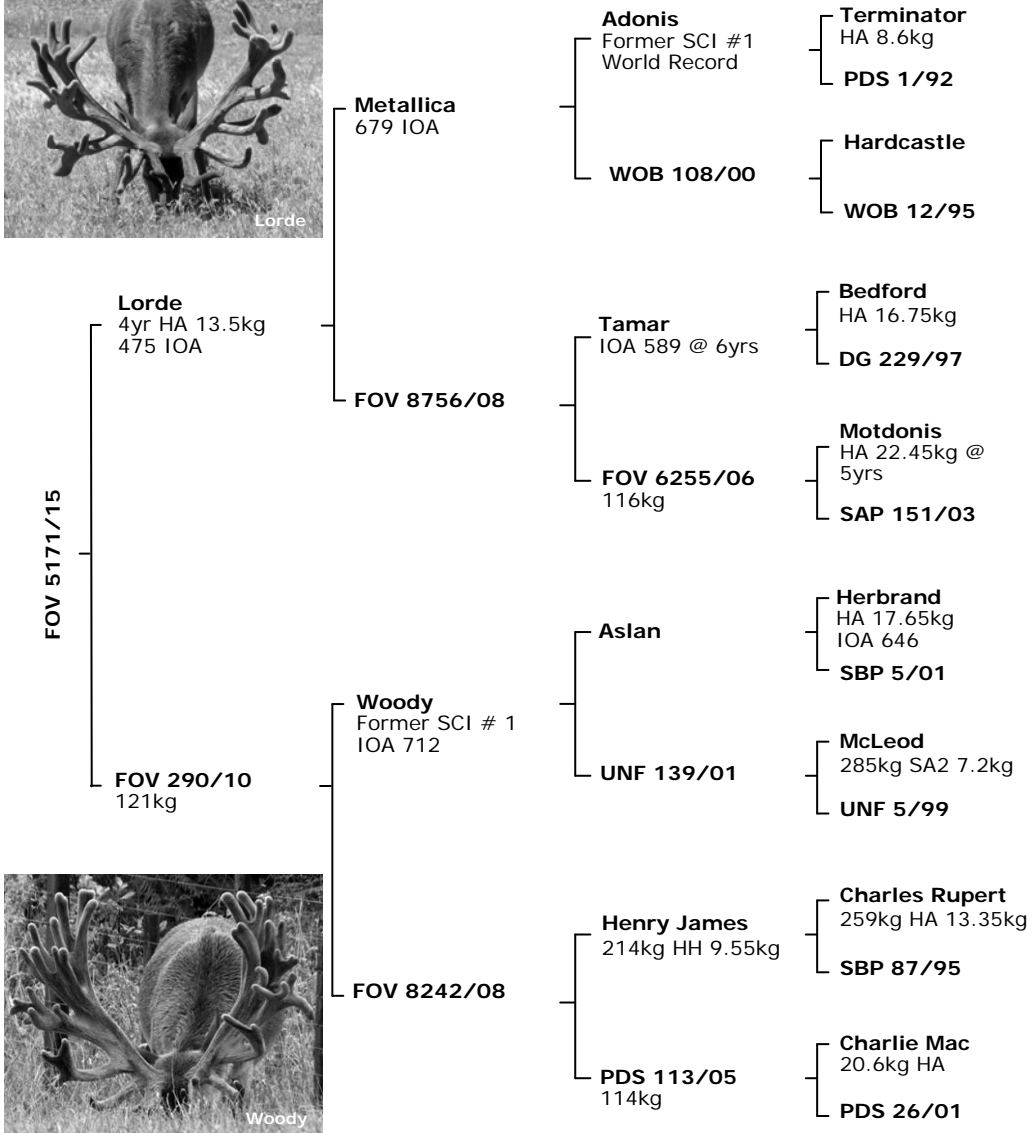 Lorde
Woody
FOV 5171/15
Lorde
4yr HA 13.5kg
475 IOA
FOV 290/10
121kg
Metallica
679 IOA
FOV 8756/08
Woody
Former SCI # 1
IOA 712
FOV 8242/08
Adonis
Former SCI #1
World Record
WOB 108/00
Tamar
IOA 589 @ 6yrs
FOV 6255/06
116kg
Aslan
UNF 139/01
Henry James
214kg HH 9.55kg
PDS 113/05
114kg
Terminator
HA 8.6kg
PDS 1/92
Hardcastle
WOB 12/95
Bedford
HA 16.75kg
DG 229/97
Motdonis
HA 22.45kg @
5yrs
SAP 151/03
Herbrand
HA 17.65kg
IOA 646
SBP 5/01
McLeod
285kg SA2 7.2kg
UNF 5/99
Charles Rupert
259kg HA 13.35kg
SBP 87/95
Charlie Mac
20.6kg HA
PDS 26/01